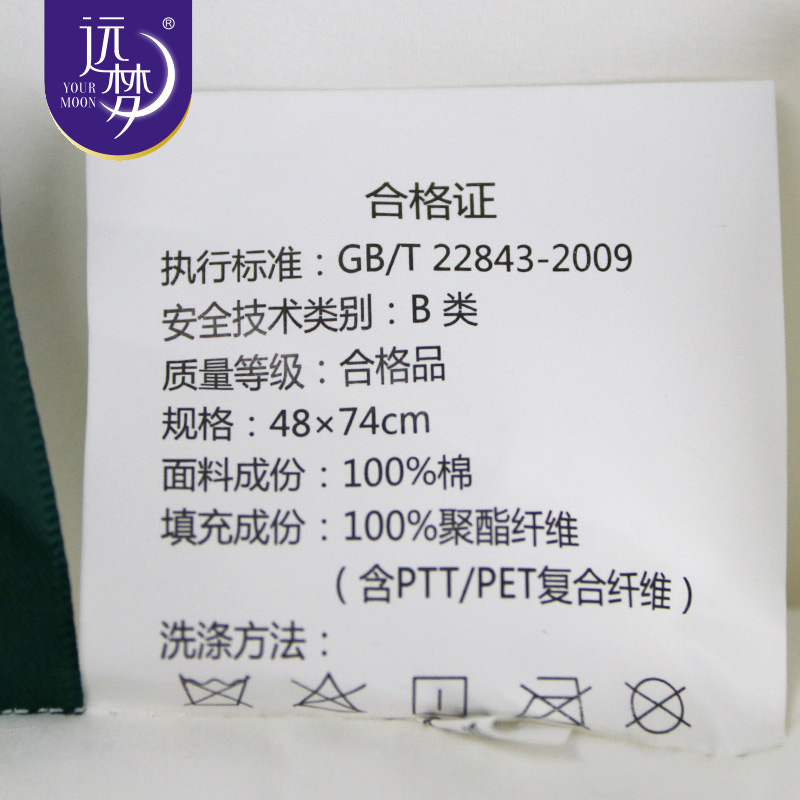 远梦®
YOUR
MOON
合格证
执行标准：GB/T 22843-2009
安全技术类别：B 类
质量等级：合格品
规格：48×74cm
面料成份：100%棉
填充成份：100%聚酯纤维
（含PTT/PET复合纤维）
洗涤方法：